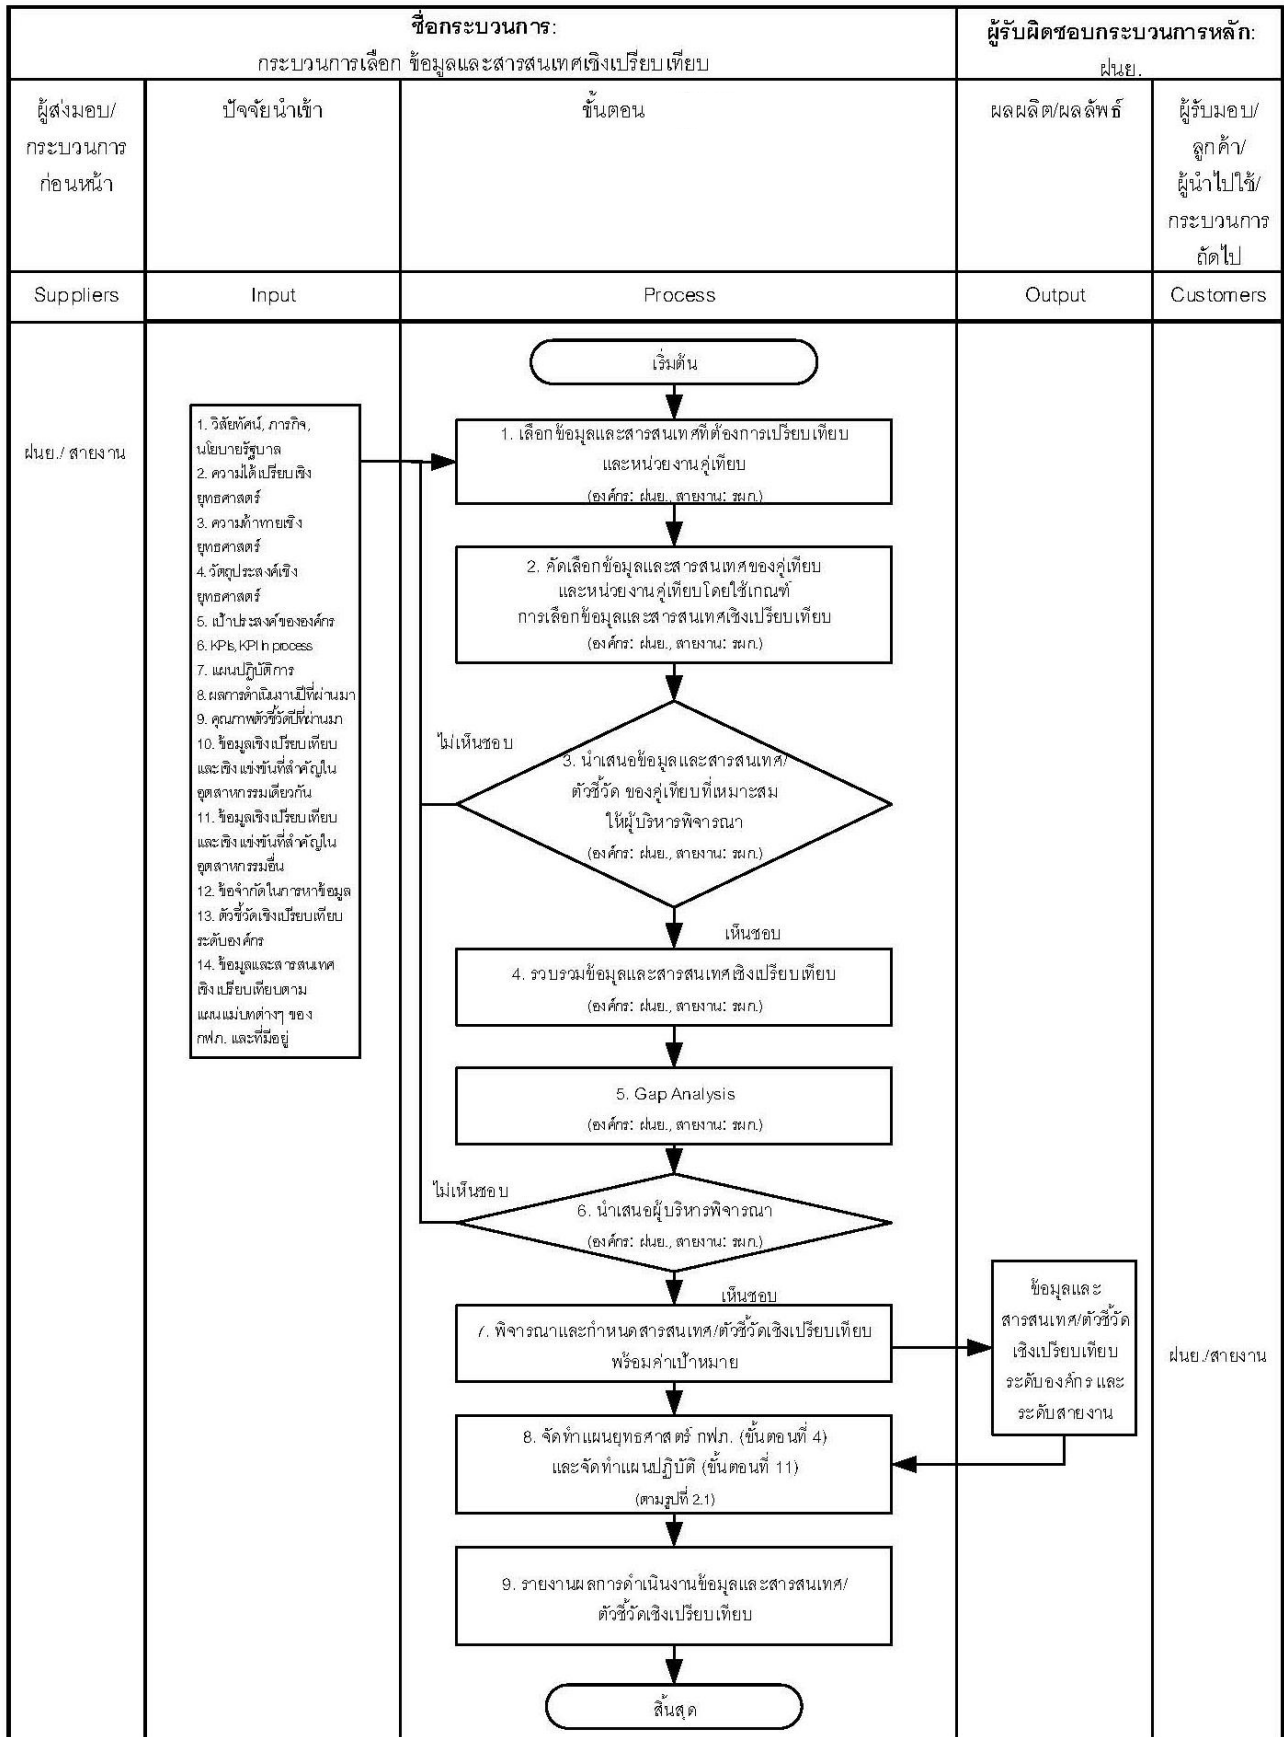 ชื่อกระบวนการ:
กระบวนการเลือก ข้อมูลและสารสนเทศเชิงเปรียบเทียบ
ผู้รับผิดชอบกระบวนการหลัก:
ฝนย.
ผู้ส่งมอบ/
กระบวนการ
ก่อนหน้า
ปัจจัยนำเข้า
ขั้นตอน
ผลผลิต/ผลลัพธ์
ผู้รับมอบ/
ลูกค้า/
ผู้นำไปใช้/
กระบวนการ
ถัดไป
Suppliers
Input
Process
Output
Customers
ฝนย./ สายงาน
1. วิสัยทัศน์, ภารกิจ,
นโยบายรัฐบาล
2. ความได้เปรียบเชิง
ยุทธศาสตร์
3. ความท้าทายเชิง
ยุทธศาสตร์
4. วัตถุประสงค์เชิง
ยุทธศาสตร์
5. เป้าประสงค์ขององค์กร
6. KPIs, KPI in process
7. แผนปฏิบัติการ
8. ผลการดำเนินงานปีที่ผ่านมา
9. คุณภาพตัวชี้วัดปีที่ผ่านมา
10. ข้อมูลเชิงเปรียบเทียบ
และเชิงแข่งขันที่สำคัญใน
อุตสาหกรรมเดียวกัน
11. ข้อมูลเชิงเปรียบเทียบ
และเชิงแข่งขันที่สำคัญใน
อุตสาหกรรมอื่น
12. ข้อจำกัดในการหาข้อมูล
13. ตัวชี้วัดเชิงเปรียบเทียบ
ระดับองค์กร
14. ข้อมูลและสารสนเทศ
เชิงเปรียบเทียบตาม
แผนแม่บทต่างๆ ของ
กฟภ. และที่มีอยู่
เริ่มต้น
1. เลือกข้อมูลและสารสนเทศที่ต้องการเปรียบเทียบ
และหน่วยงานคู่เทียบ
(องค์กร: ฝนย., สายงาน: รผก.)
2. คัดเลือกข้อมูลและสารสนเทศของคู่เทียบ
และหน่วยงานคู่เทียบโดยใช้เกณฑ์
การเลือกข้อมูลและสารสนเทศเชิงเปรียบเทียบ
(องค์กร: ฝนย., สายงาน: รผก.)
ไม่เห็นชอบ
3. นำเสนอข้อมูลและสารสนเทศ/
ตัวชี้วัด ของคู่เทียบที่เหมาะสม
ให้ผู้บริหารพิจารณา
(องค์กร: ฝนย., สายงาน: รผก.)
เห็นชอบ
4. รวบรวมข้อมูลและสารสนเทศเชิงเปรียบเทียบ
(องค์กร: ฝนย., สายงาน: รผก.)
5. Gap Analysis
(องค์กร: ฝนย., สายงาน: รผก.)
ไม่เห็นชอบ
6. นำเสนอผู้บริหารพิจารณา
(องค์กร: ฝนย., สายงาน: รผก.)
เห็นชอบ
7. พิจารณาและกำหนดสารสนเทศ/ตัวชี้วัดเชิงเปรียบเทียบ
พร้อมค่าเป้าหมาย
ข้อมูลและ
สารสนเทศ/ตัวชี้วัด
เชิงเปรียบเทียบ
ระดับองค์กร และ
ระดับสายงาน
ฝนย./สายงาน
8. จัดทำแผนยุทธศาสตร์ กฟภ. (ขั้นตอนที่ 4)
และจัดทำแผนปฏิบัติ (ขั้นตอนที่ 11)
(ตามรูปที่ 2.1)
9. รายงานผลการดำเนินงานข้อมูลและสารสนเทศ/
ตัวชี้วัดเชิงเปรียบเทียบ
สิ้นสุด